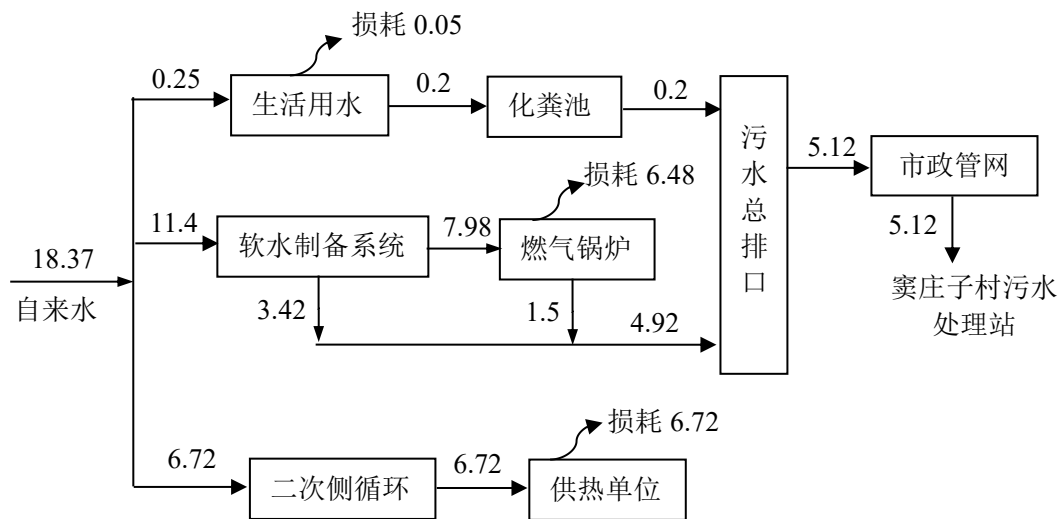 损耗 0.05
0.25
生活用水
0.2
化粪池
0.2
污水总排口
5.12
市政管网
5.12
窦庄子村污水
处理站
损耗 6.48
11.4
软水制备系统
7.98
燃气锅炉
18.37
自来水
3.42
1.5
4.92
损耗 6.72
6.72
二次侧循环
6.72
供热单位